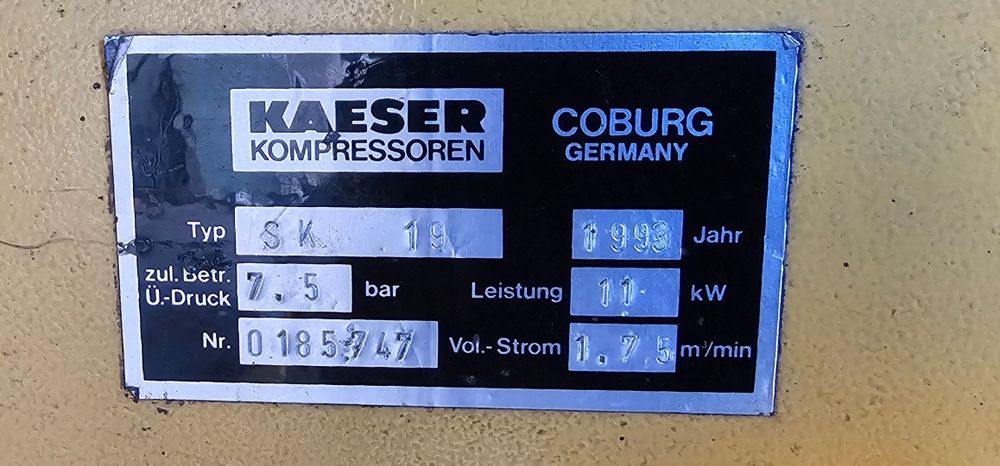 KAESER
KOMPRESSOREN
COBURG
GERMANY
Typ SK 19 1993 Jahr
zul. Betr.
Ü.-Druck 7.5 bar Leistung 11 kW
Nr. 0185747 Vol.-Strom 1.75 m³/min